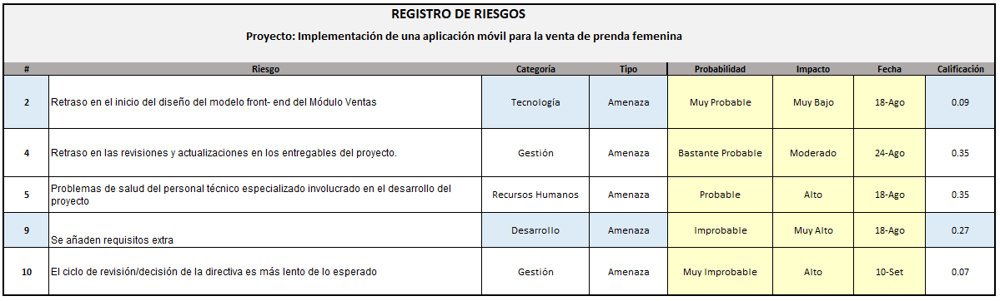 REGISTRO DE RIESGOS
Proyecto: Implementación de una aplicación móvil para la venta de prenda femenina
# Riesgo Categoría Tipo Probabilidad Impacto Fecha Calificación
2 Retraso en el inicio del diseño del modelo front- end del Módulo Ventas Tecnología Amenaza Muy Probable Muy Bajo 18-Ago 0.09
4 Retraso en las revisiones y actualizaciones en los entregables del proyecto. Gestión Amenaza Bastante Probable Moderado 24-Ago 0.35
5 Problemas de salud del personal técnico especializado involucrado en el desarrollo del
proyecto Recursos Humanos Amenaza Probable Alto 18-Ago 0.35
9 Se añaden requisitos extra Desarrollo Amenaza Improbable Muy Alto 18-Ago 0.27
10 El ciclo de revisión/decisión de la directiva es más lento de lo esperado Gestión Amenaza Muy Improbable Alto 10-Set 0.07